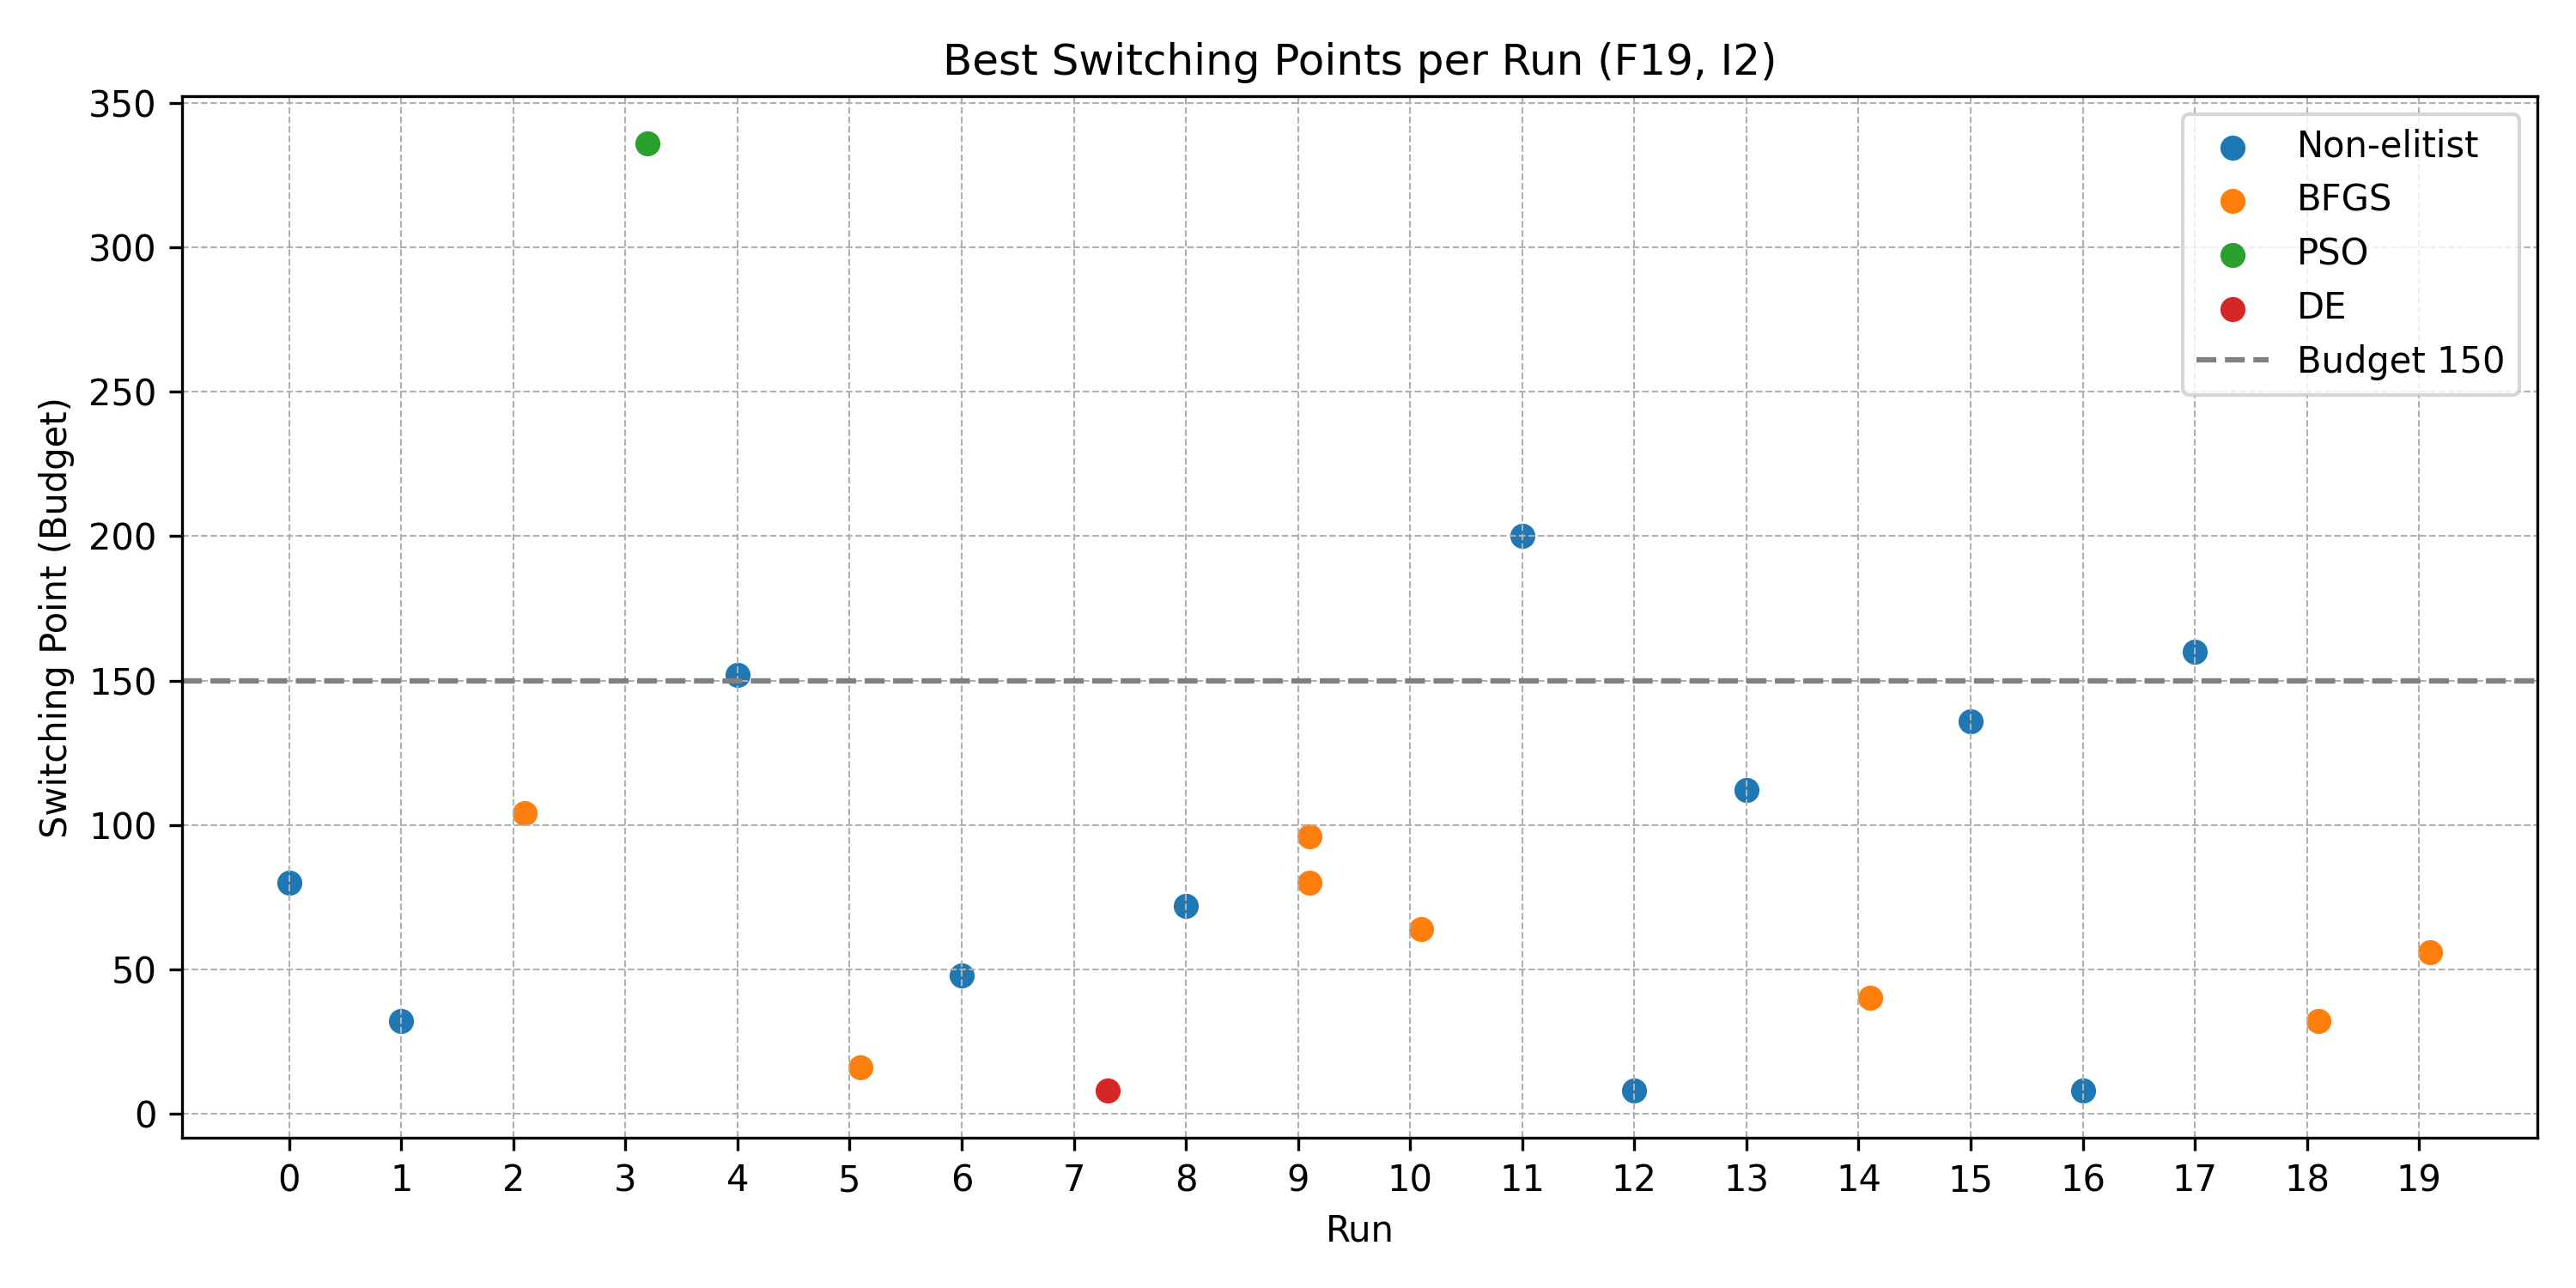 Best Switching Points per Run (F19, I2)
Switching Point (Budget)
350
300
250
200
150
100
50
0
Non-elitist
BFGS
PSO
DE
Budget 150
0 1 2 3 4 5 6 7 8 9 10 11 12 13 14 15 16 17 18 19
Run